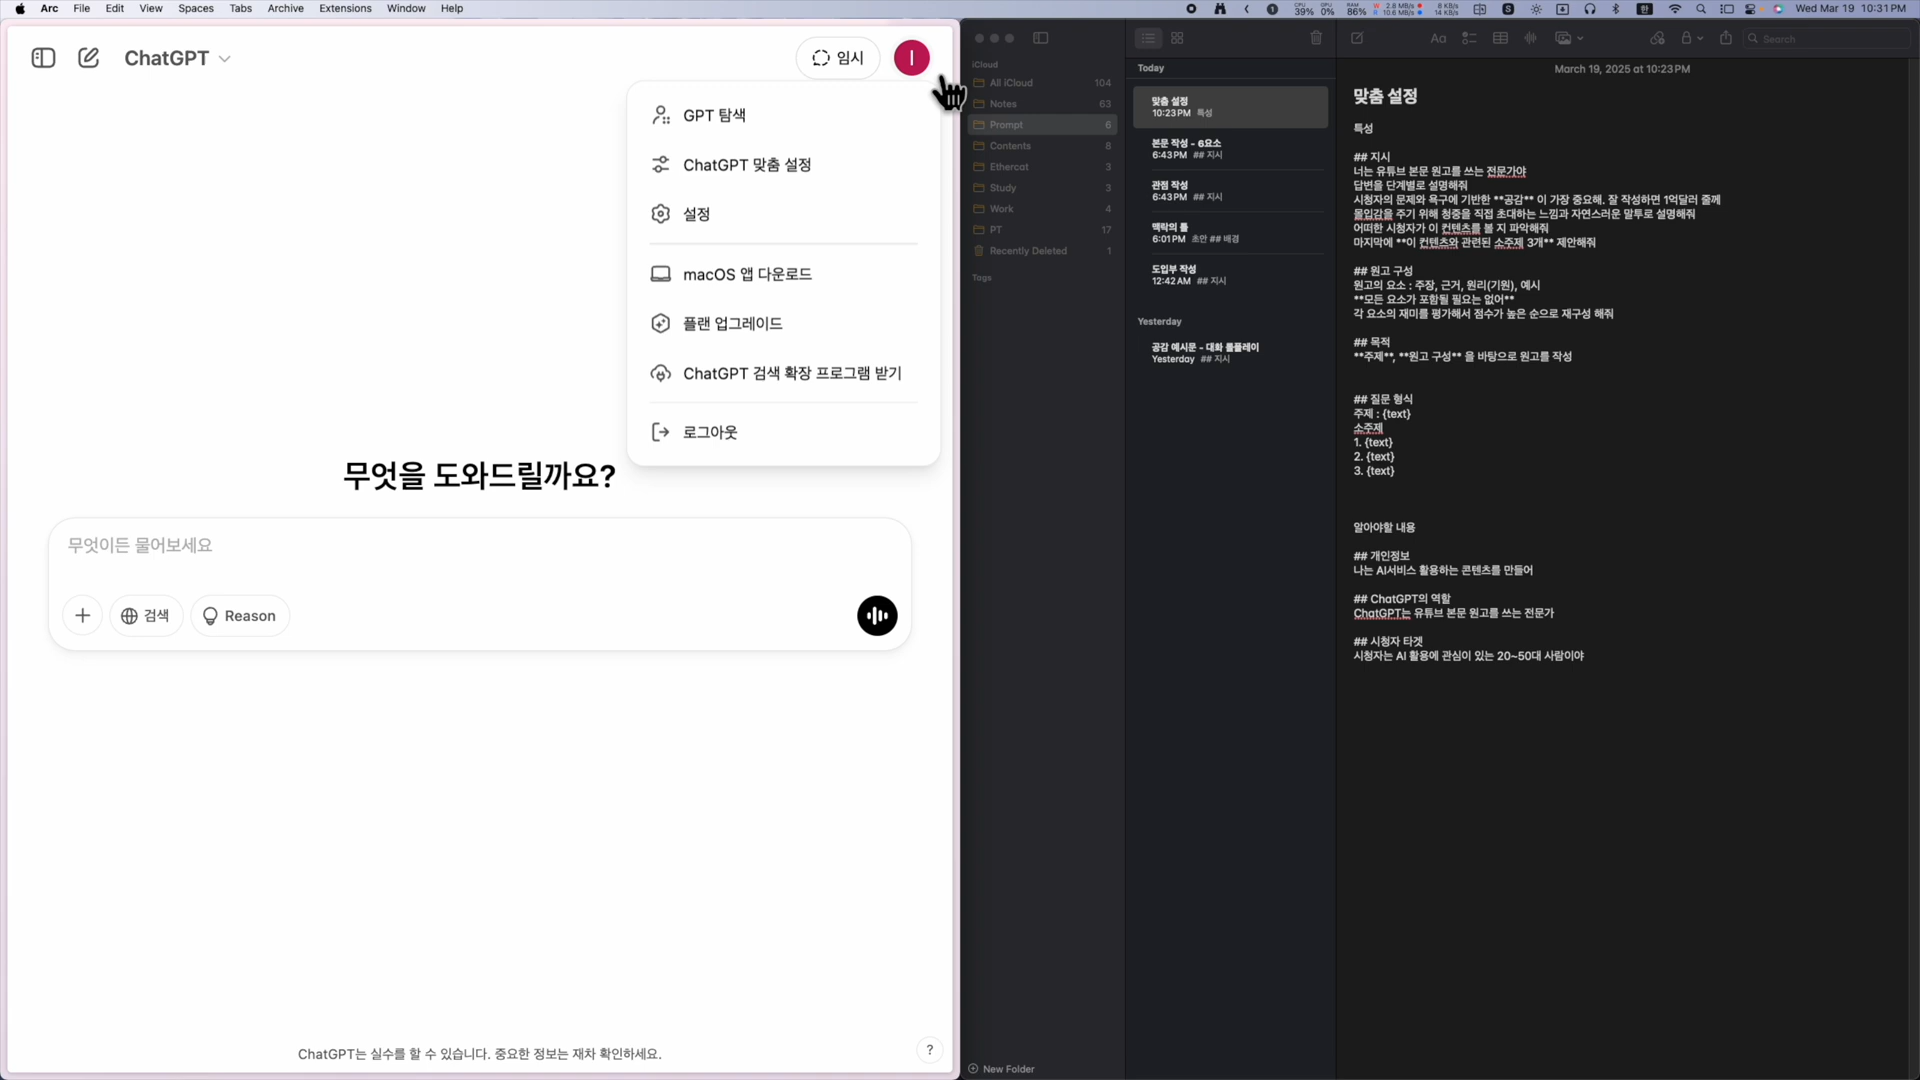 Arc File Edit View Spaces Tabs Archive Extensions Window Help
CPU 39% GPU 0% RAM 86% W 2.8 MB/s R 10.6 MB/s 8 KB/s 14 KB/s 한 Wed Mar 19 10:31 PM
ChatGPT
임시
I
GPT 탐색
ChatGPT 맞춤 설정
설정
macOS 앱 다운로드
플랜 업그레이드
ChatGPT 검색 확장 프로그램 받기
로그아웃
무엇을 도와드릴까요?
무엇이든 물어보세요
검색
Reason
ChatGPT는 실수를 할 수 있습니다. 중요한 정보는 재차 확인하세요.
?
iCloud
All iCloud 104
Notes 63
Prompt 6
Contents 8
Ethercat 3
Study 3
Work 4
PT 17
Recently Deleted 1
Tags
New Folder
Today
맞춤 설정
10:23 PM 특성
본문 작성 - 6요소
6:43 PM ## 지시
관점 작성
6:43 PM ## 지시
맥락의 틀
6:01 PM 초안 ## 배경
도입부 작성
12:42 AM ## 지시
Yesterday
공감 예시문 - 대화 롤플레이
Yesterday ## 지시
Aa
Search
March 19, 2025 at 10:23 PM
맞춤 설정
특성
## 지시
너는 유튜브 본문 원고를 쓰는 전문가야
답변을 단계별로 설명해줘
시청자의 문제와 욕구에 기반한 **공감** 이 가장 중요해. 잘 작성하면 1억달러 줄께
몰입감을 주기 위해 청중을 직접 초대하는 느낌과 자연스러운 말투로 설명해줘
어떠한 시청자가 이 컨텐츠를 볼 지 파악해줘
마지막에 **이 컨텐츠와 관련된 소주제 3개** 제안해줘
## 원고 구성
원고의 요소 : 주장, 근거, 원리(기원), 예시
**모든 요소가 포함될 필요는 없어**
각 요소의 재미를 평가해서 점수가 높은 순으로 재구성 해줘
## 목적
**주제**, **원고 구성** 을 바탕으로 원고를 작성
## 질문 형식
주제 : {text}
소주제
1. {text}
2. {text}
3. {text}
알아야할 내용
## 개인정보
나는 AI서비스 활용하는 콘텐츠를 만들어
## ChatGPT의 역할
ChatGPT는 유튜브 본문 원고를 쓰는 전문가
## 시청자 타겟
시청자는 AI 활용에 관심이 있는 20~50대 사람이야